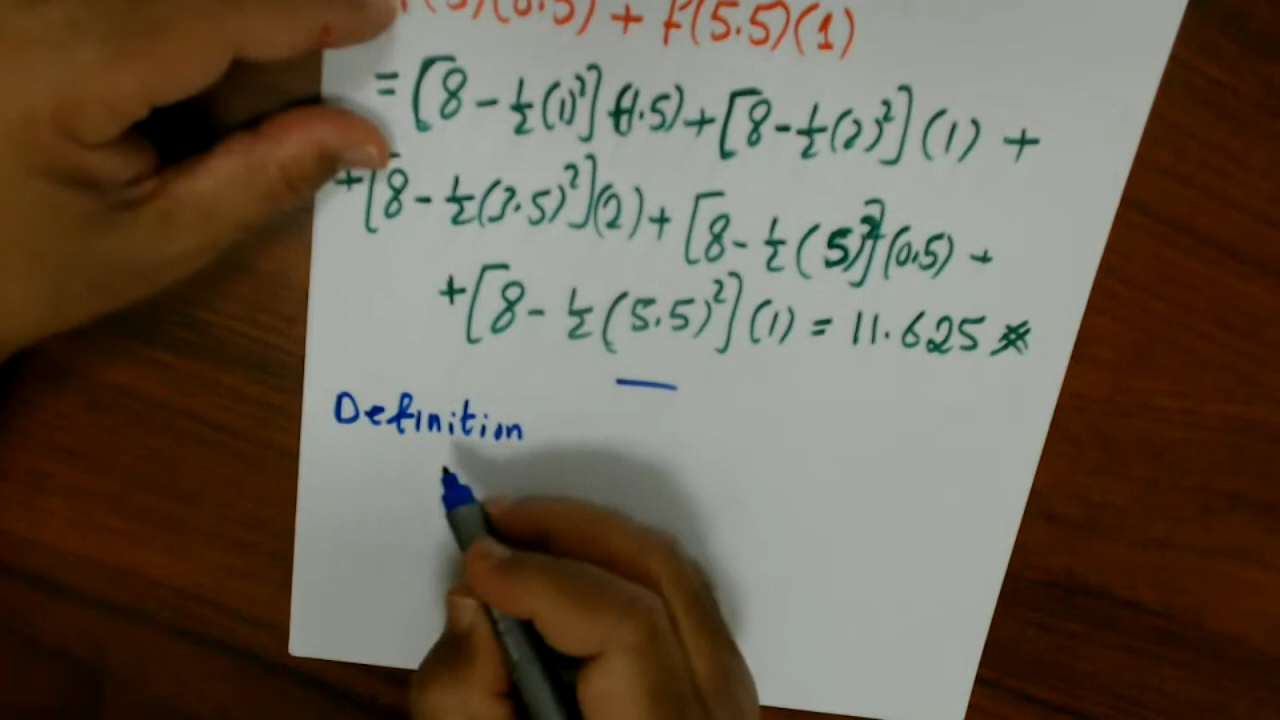 (0.5) + f(5.5)(1)
= [8 - ½(1)²](1.5) + [8 - ½(2)²](1) +
+ [8 - ½(3.5)²](2) + [8 - ½(5)²](0.5) +
+ [8 - ½(5.5)²](1) = 11.625
Definition